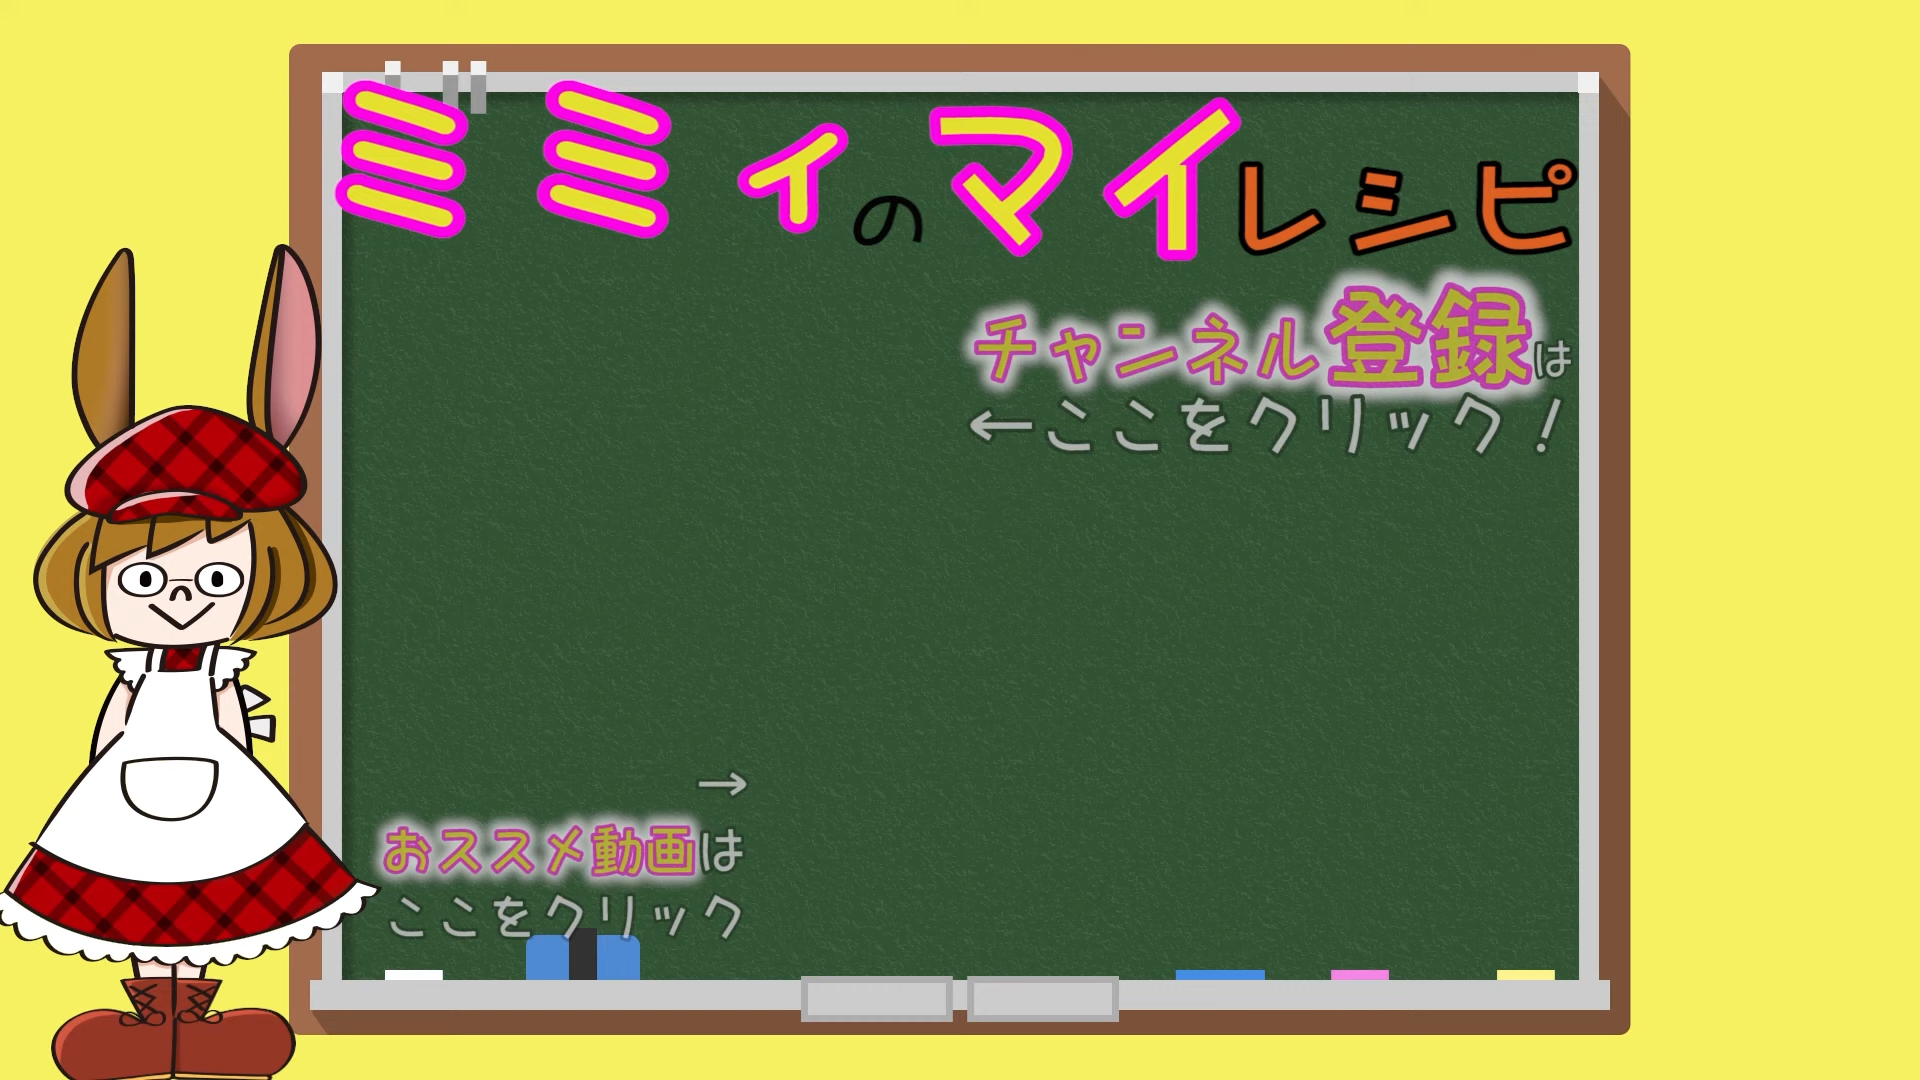 ミミィのマイレシピ
チャンネル登録は
←ここをクリック！
→
おススメ動画は
ここをクリック